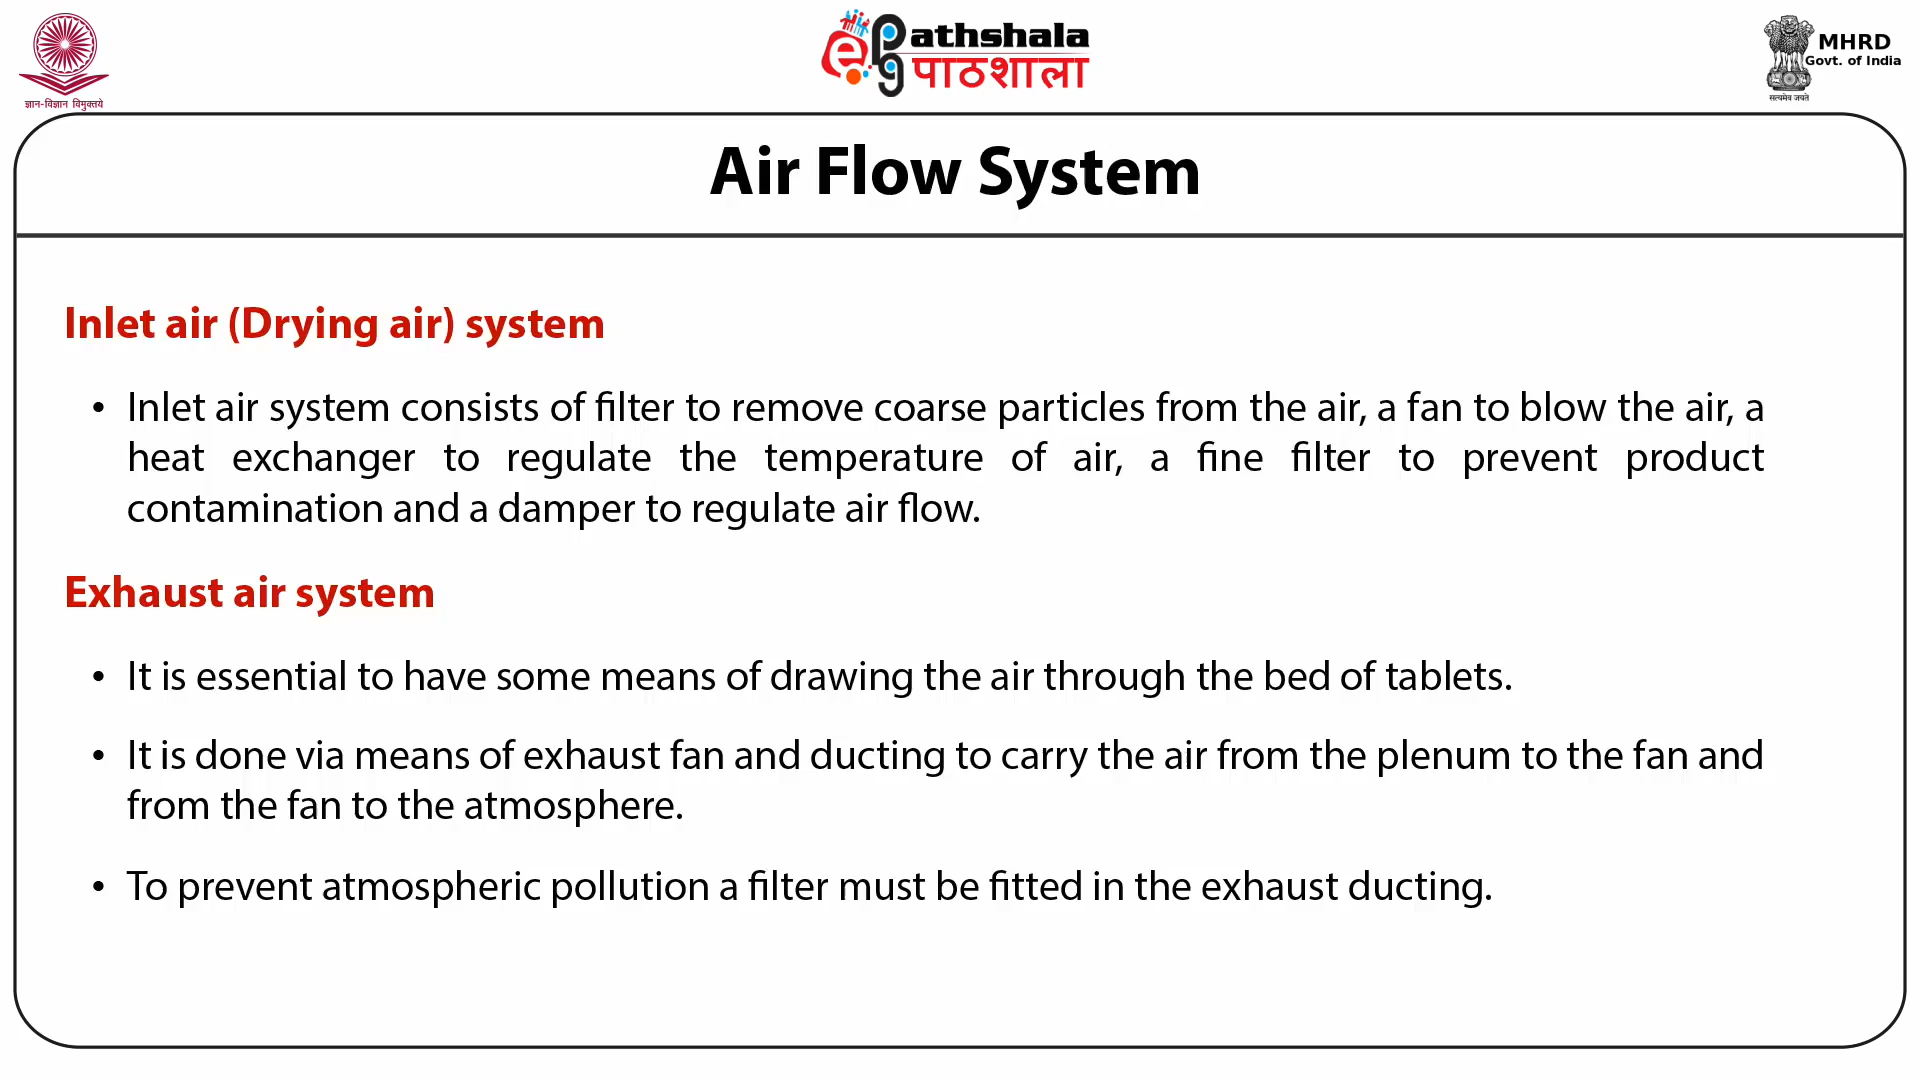 ज्ञान-विज्ञान विमुक्तये
e Pg
athshala
पाठशाला
MHRD
Govt. of India
सत्यमेव जयते
Air Flow System
Inlet air (Drying air) system
• Inlet air system consists of filter to remove coarse particles from the air, a fan to blow the air, a
heat exchanger to regulate the temperature of air, a fine filter to prevent product
contamination and a damper to regulate air flow.
Exhaust air system
• It is essential to have some means of drawing the air through the bed of tablets.
• It is done via means of exhaust fan and ducting to carry the air from the plenum to the fan and
from the fan to the atmosphere.
• To prevent atmospheric pollution a filter must be fitted in the exhaust ducting.